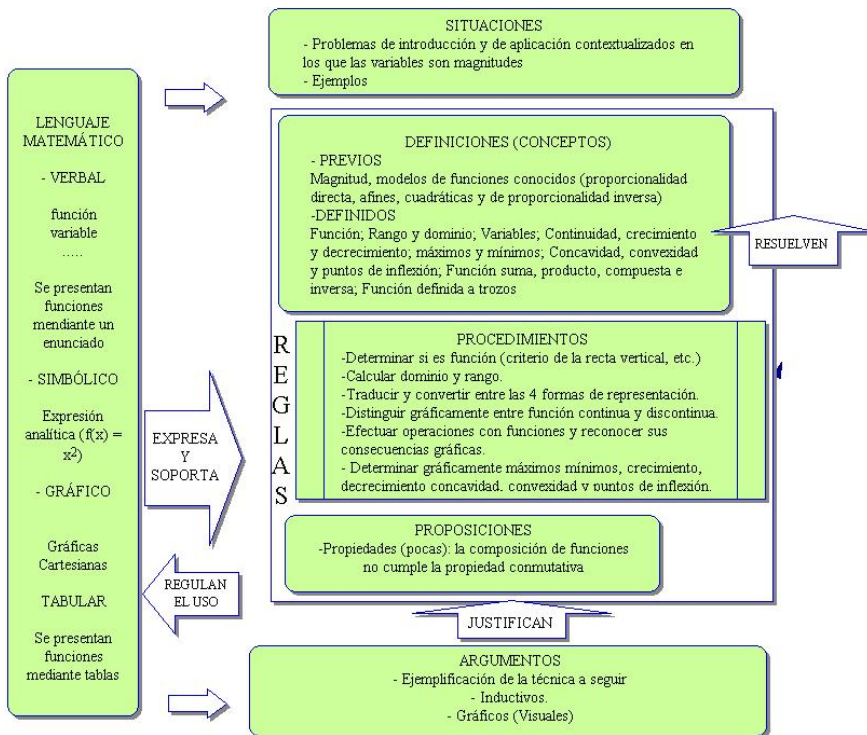 SITUACIONES
- Problemas de introducción y de aplicación contextualizados en
los que las variables son magnitudes
- Ejemplos
LENGUAJE
MATEMÁTICO
- VERBAL
función
variable
.....
Se presentan
funciones
mendiante un
enunciado
- SIMBÓLICO
Expresión
analítica (f(x) =
x²)
- GRÁFICO
Gráficas
Cartesianas
TABULAR
Se presentan
funciones
mediante tablas
EXPRESA
Y
SOPORTA
REGULAN
EL USO
REGLAS
DEFINICIONES (CONCEPTOS)
- PREVIOS
Magnitud, modelos de funciones conocidos (proporcionalidad
directa, afines, cuadráticas y de proporcionalidad inversa)
-DEFINIDOS
Función; Rango y dominio; Variables; Continuidad, crecimiento
y decrecimiento; máximos y mínimos; Concavidad, convexidad
y puntos de inflexión; Función suma, producto, compuesta e
inversa; Función definida a trozos
RESUELVEN
PROCEDIMIENTOS
-Determinar si es función (criterio de la recta vertical, etc.)
-Calcular dominio y rango.
-Traducir y convertir entre las 4 formas de representación.
-Distinguir gráficamente entre función continua y discontinua.
-Efectuar operaciones con funciones y reconocer sus
consecuencias gráficas.
- Determinar gráficamente máximos mínimos, crecimiento,
decrecimiento concavidad, convexidad y puntos de inflexión.
PROPOSICIONES
-Propiedades (pocas): la composición de funciones
no cumple la propiedad conmutativa
JUSTIFICAN
ARGUMENTOS
- Ejemplificación de la técnica a seguir
- Inductivos.
- Gráficos (Visuales)